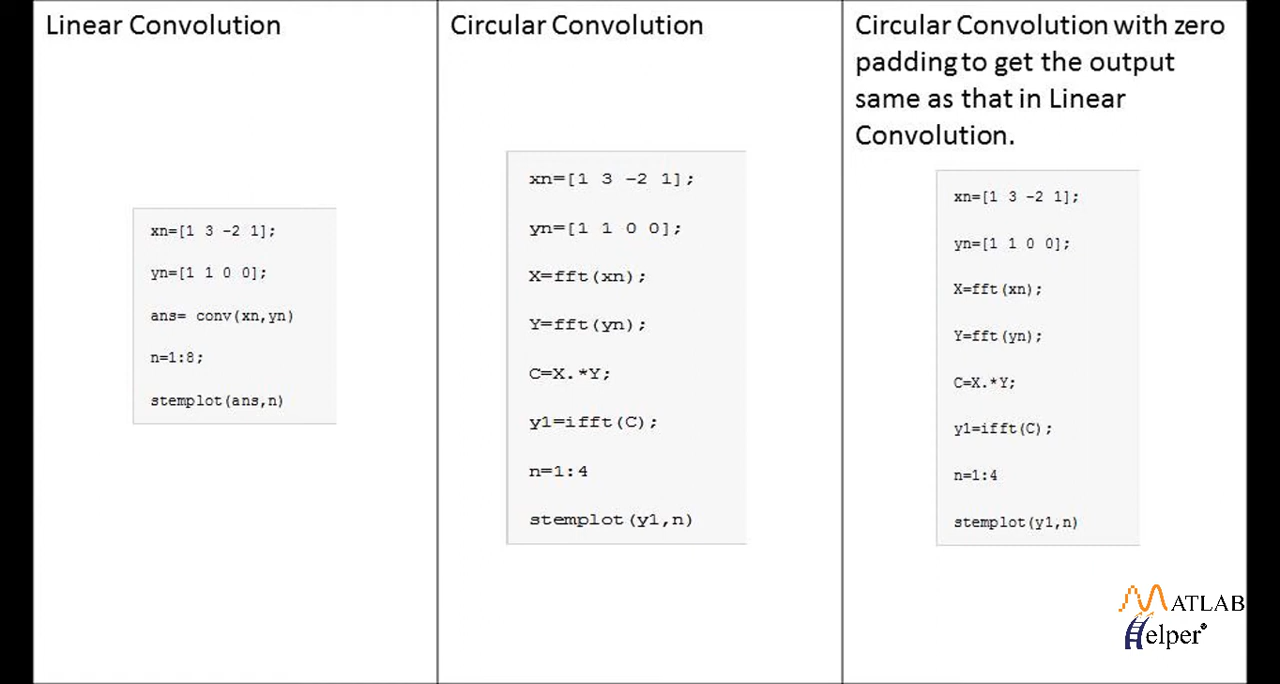 Linear Convolution
xn=[1 3 -2 1];
yn=[1 1 0 0];
ans= conv(xn,yn)
n=1:8;
stemplot(ans,n)
Circular Convolution
xn=[1 3 -2 1];
yn=[1 1 0 0];
X=fft(xn);
Y=fft(yn);
C=X.*Y;
y1=ifft(C);
n=1:4
stemplot(y1,n)
Circular Convolution with zero
padding to get the output
same as that in Linear
Convolution.
xn=[1 3 -2 1];
yn=[1 1 0 0];
X=fft(xn);
Y=fft(yn);
C=X.*Y;
y1=ifft(C);
n=1:4
stemplot(y1,n)
MATLAB
Helper